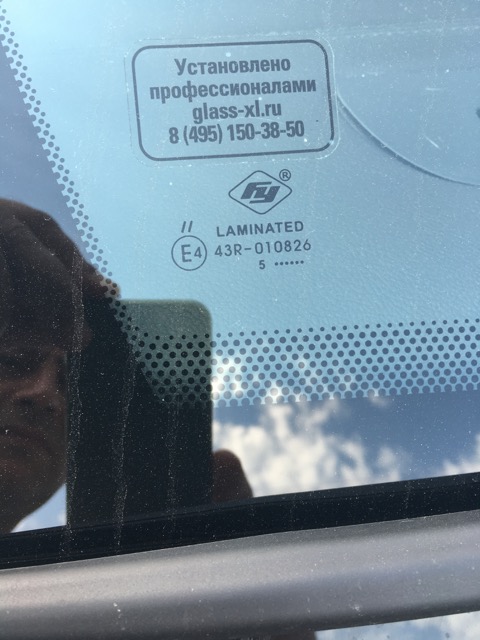 Установлено
профессионалами
glass-xl.ru
8 (495) 150-38-50
FY®
LAMINATED
//
E4 43R-010826
5 ······